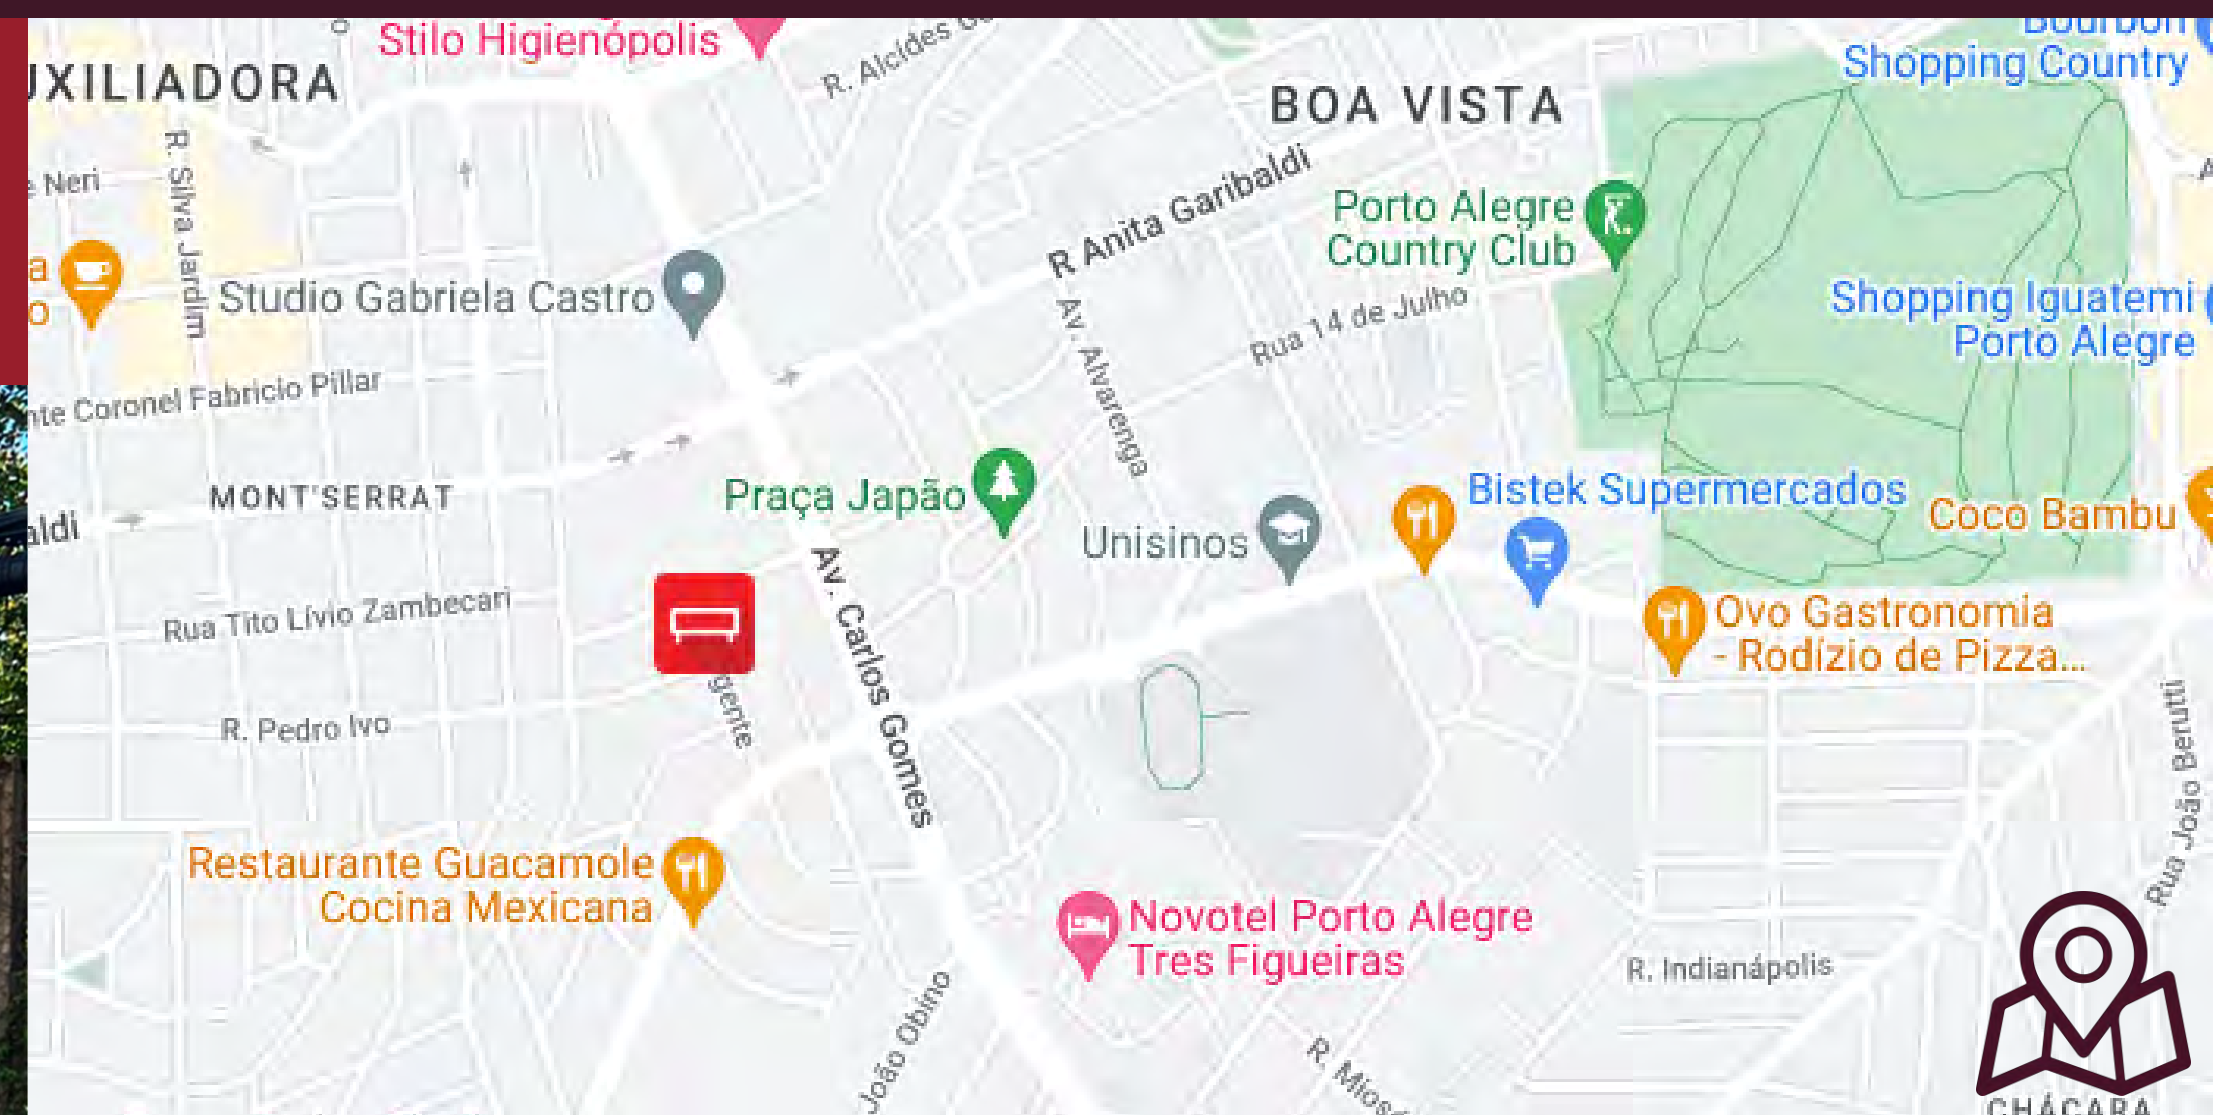 Stilo Higienópolis
R. Alcides
Shopping Country
UXILIADORA
BOA VISTA
R. Silva Jardim
Neri
R Anita Garibaldi
Porto Alegre
Country Club
a
o
Studio Gabriela Castro
Av. Alvarenga
Rua 14 de Julho
Shopping Iguatemi
Porto Alegre
nte Coronel Fabricio Pillar
MONT'SERRAT
Praça Japão
Bistek Supermercados
Coco Bambu
aldi
Unisinos
Av. Carlos Gomes
Rua Tito Lívio Zambecari
Ovo Gastronomia
- Rodízio de Pizza...
gente
R. Pedro Ivo
Rua João Berutti
Restaurante Guacamole
Cocina Mexicana
Novotel Porto Alegre
Tres Figueiras
R. Indianápolis
João Obino
R. Mios
CHÁCARA